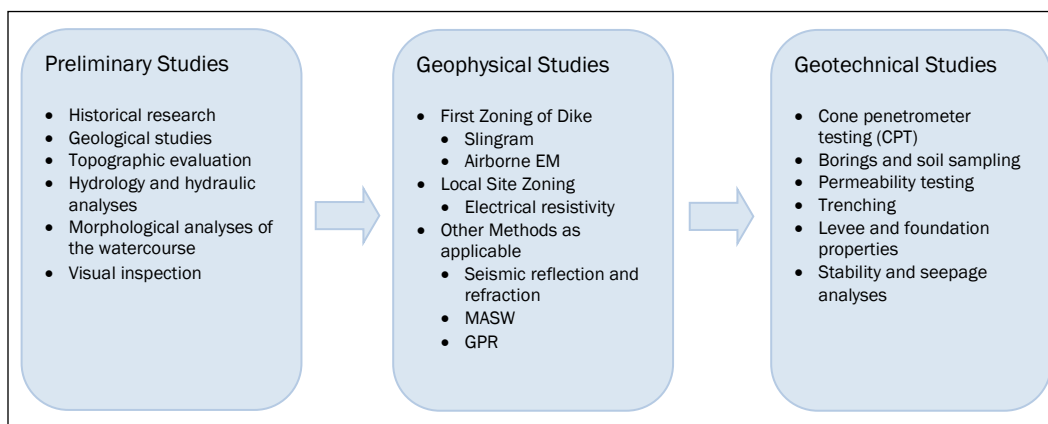 Preliminary Studies
• Historical research
• Geological studies
• Topographic evaluation
• Hydrology and hydraulic
analyses
• Morphological analyses of
the watercourse
• Visual inspection
Geophysical Studies
• First Zoning of Dike
• Slingram
• Airborne EM
• Local Site Zoning
• Electrical resistivity
• Other Methods as
applicable
• Seismic reflection and
refraction
• MASW
• GPR
Geotechnical Studies
• Cone penetrometer
testing (CPT)
• Borings and soil sampling
• Permeability testing
• Trenching
• Levee and foundation
properties
• Stability and seepage
analyses